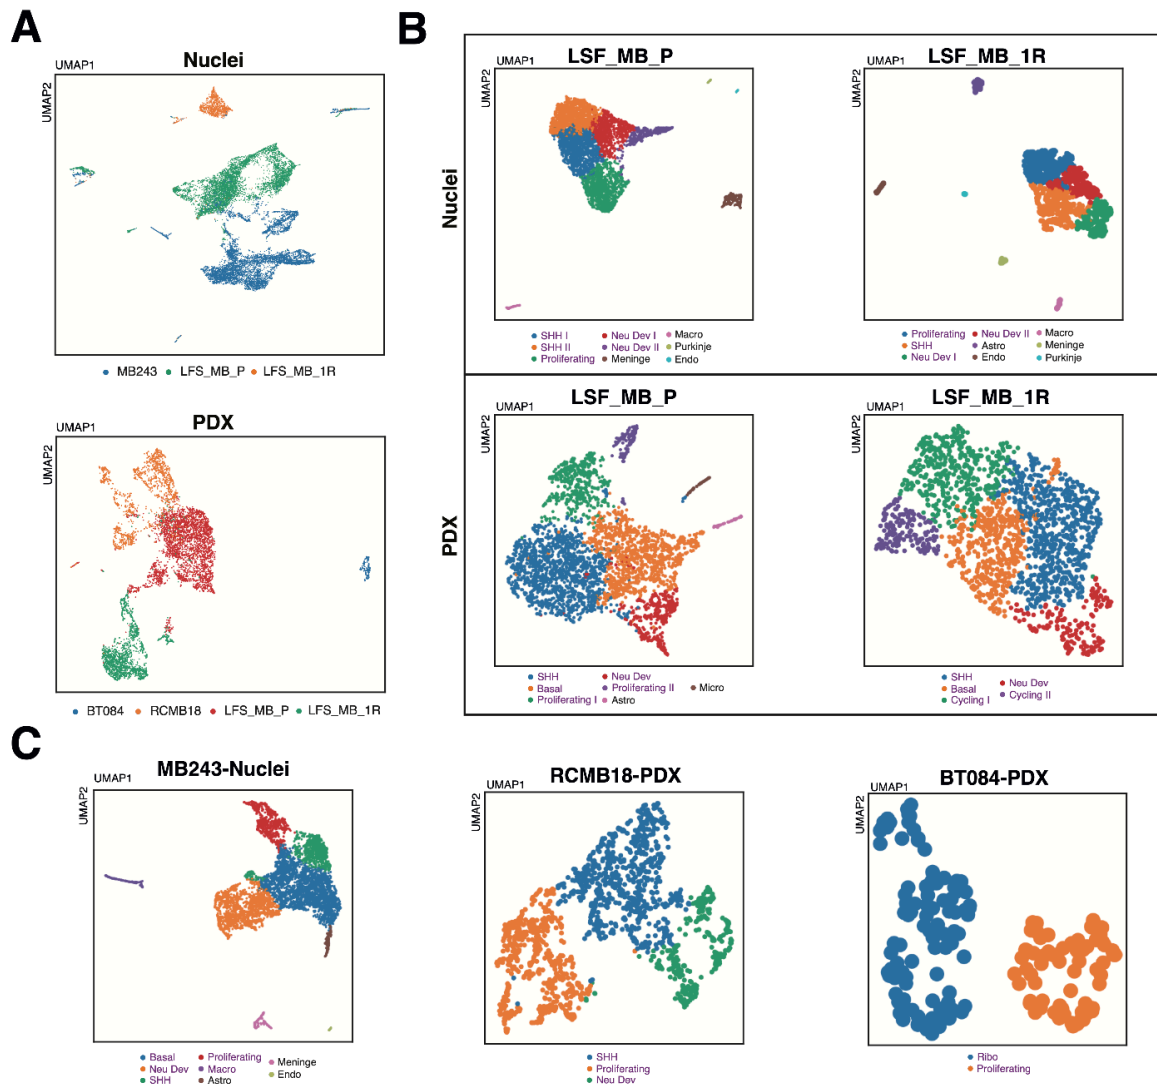 A
Nuclei
UMAP1
UMAP2
MB243 LFS_MB_P LFS_MB_1R
PDX
UMAP1
UMAP2
BT084 RCMB18 LFS_MB_P LFS_MB_1R
B
Nuclei
LSF_MB_P
UMAP1
UMAP2
SHH I Neu Dev I Macro
SHH II Neu Dev II Purkinje
Proliferating Meninge Endo
LSF_MB_1R
UMAP1
UMAP2
Proliferating Neu Dev II Macro
SHH Astro Meninge
Neu Dev I Endo Purkinje
PDX
LSF_MB_P
UMAP1
UMAP2
SHH Neu Dev
Basal Proliferating II Micro
Proliferating I Astro
LSF_MB_1R
UMAP1
UMAP2
SHH Neu Dev
Basal Cycling II
Cycling I
C
MB243-Nuclei
UMAP1
UMAP2
Basal Proliferating Meninge
Neu Dev Macro Endo
SHH Astro
RCMB18-PDX
UMAP1
UMAP2
SHH
Proliferating
Neu Dev
BT084-PDX
UMAP1
UMAP2
Ribo
Proliferating